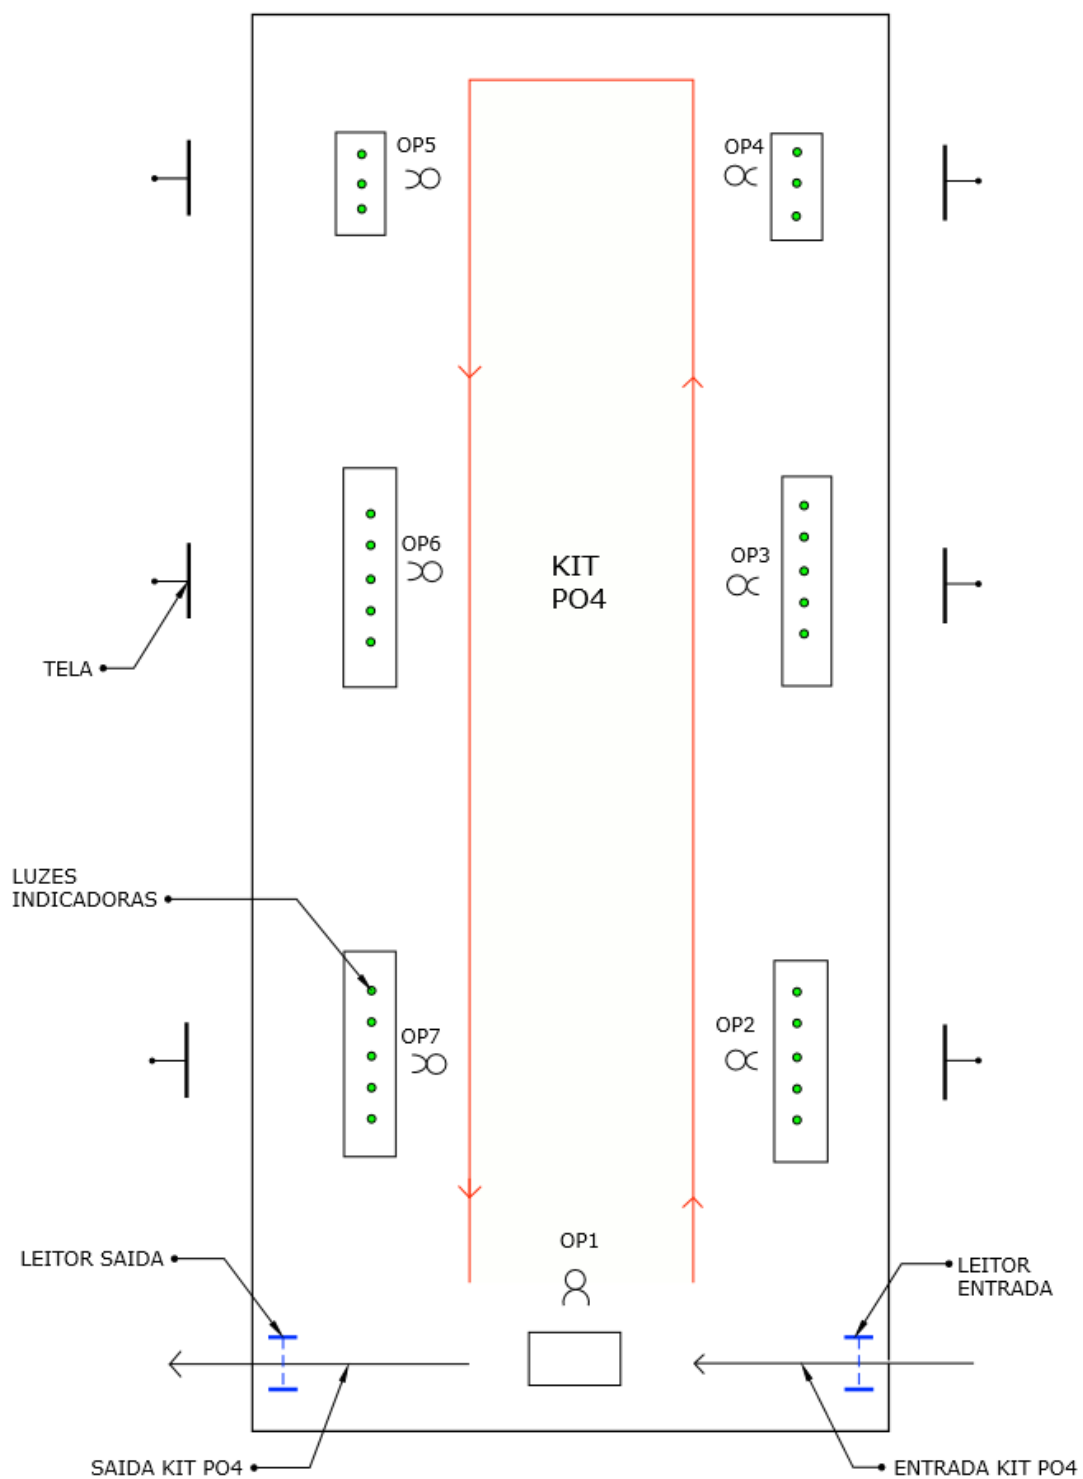 OP5
OP4
OP6
OP3
KIT
PO4
TELA
LUZES
INDICADORAS
OP7
OP2
OP1
LEITOR SAIDA
LEITOR
ENTRADA
SAIDA KIT PO4
ENTRADA KIT PO4